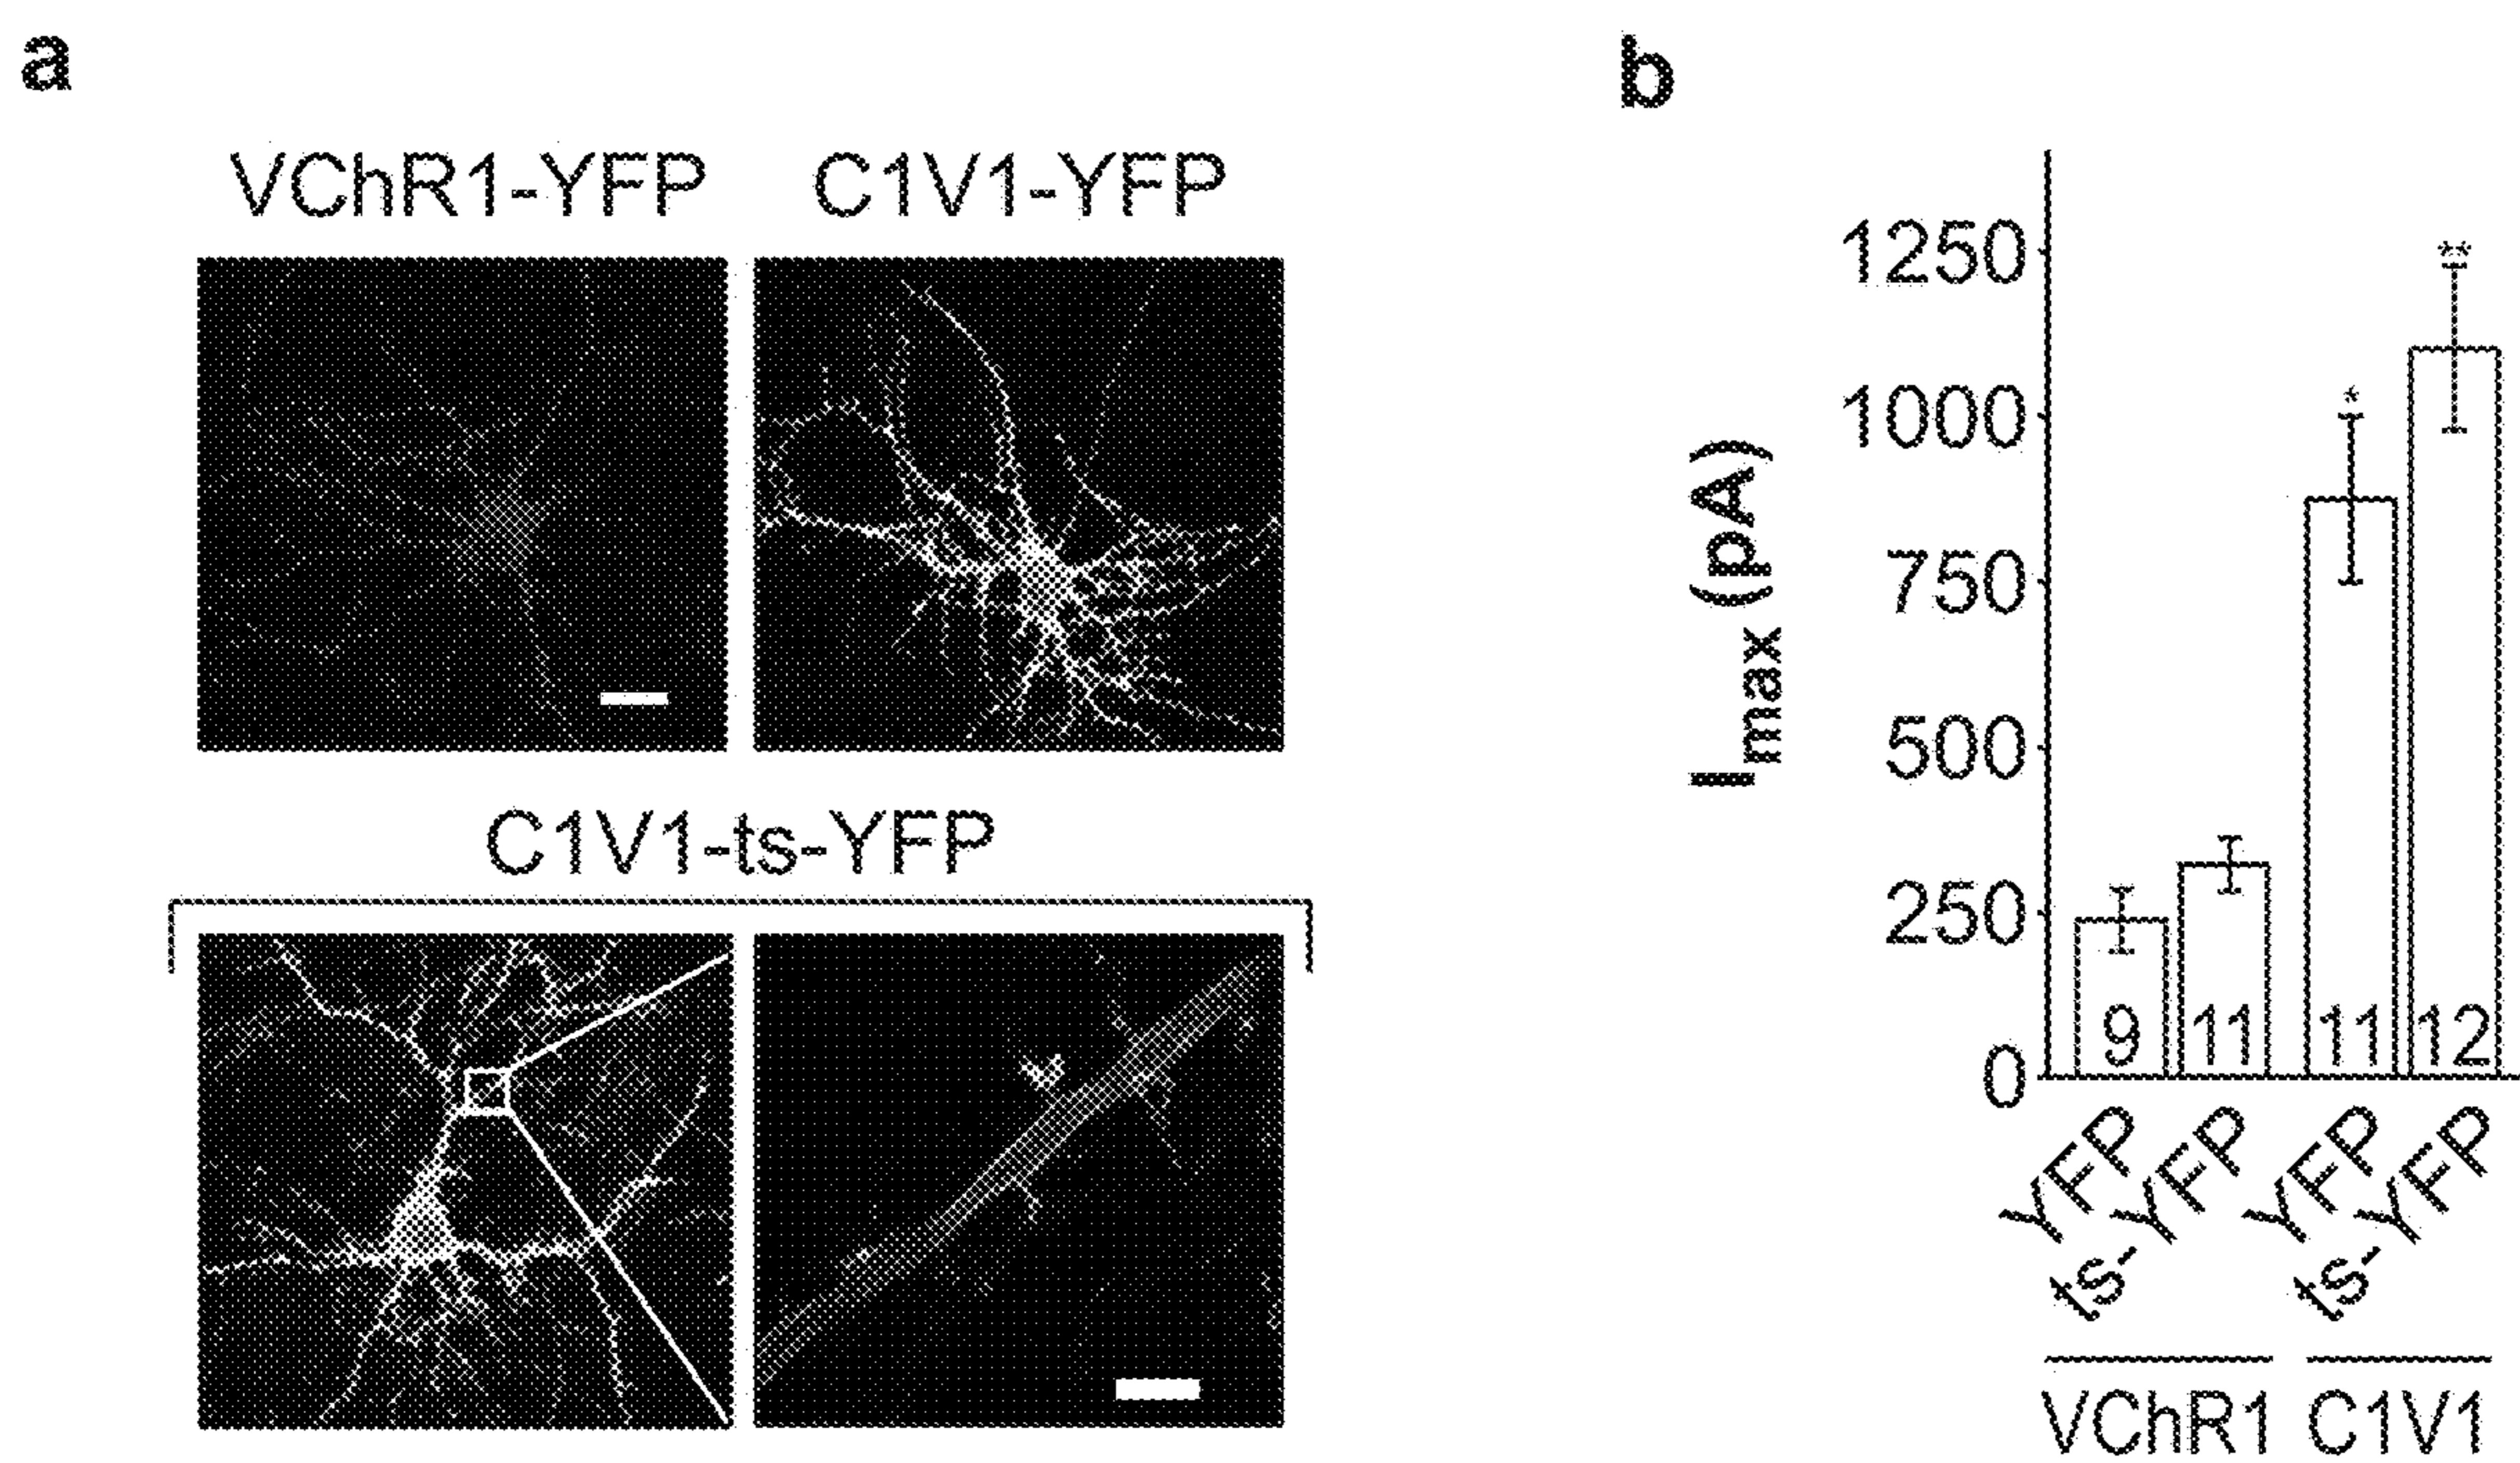 a
VChR1-YFP C1V1-YFP
C1V1-ts-YFP
b
Imax (pA)
1250
1000
750
500
250
0
* **
9 11 11 12
YFP ts-YFP YFP ts-YFP
VChR1 C1V1